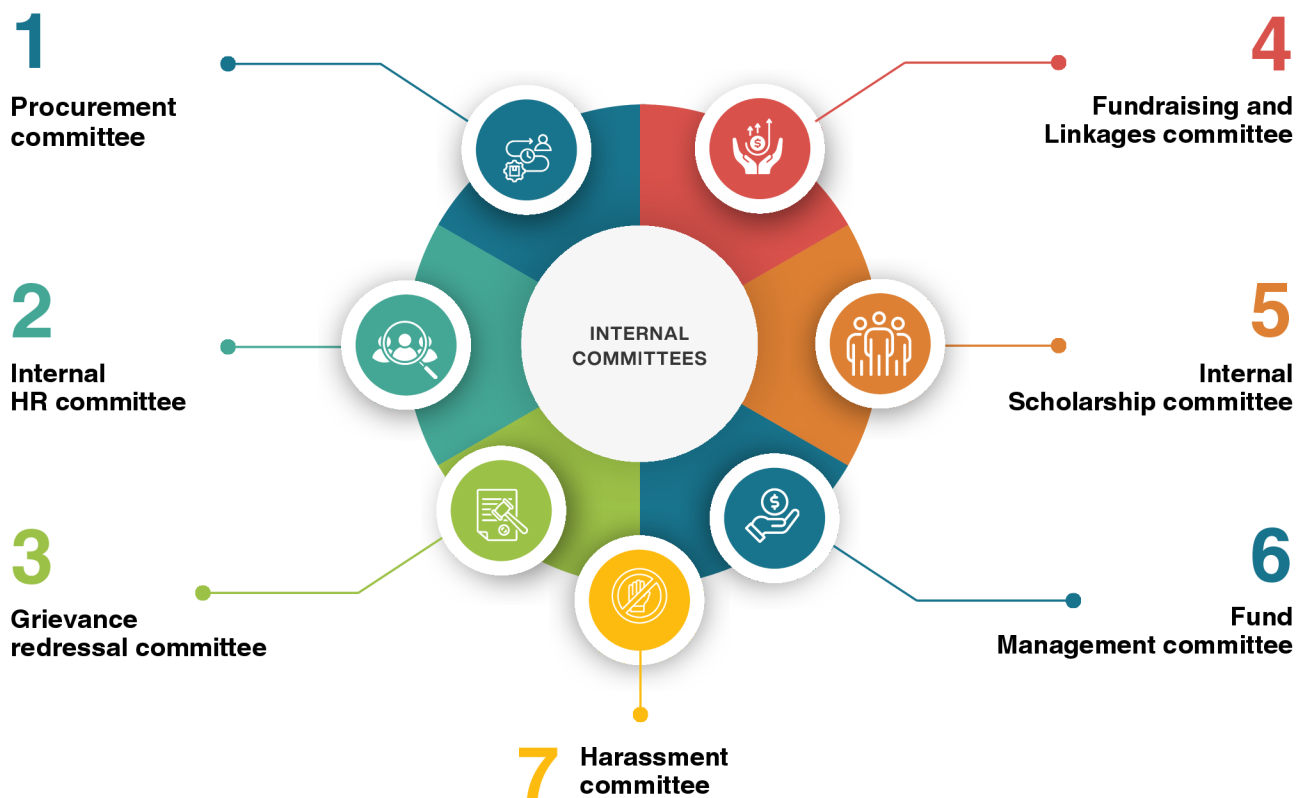 1
Procurement
committee
2
Internal
HR committee
3
Grievance
redressal committee
4
Fundraising and
Linkages committee
5
Internal
Scholarship committee
6
Fund
Management committee
7
Harassment
committee
INTERNAL
COMMITTEES
$
$